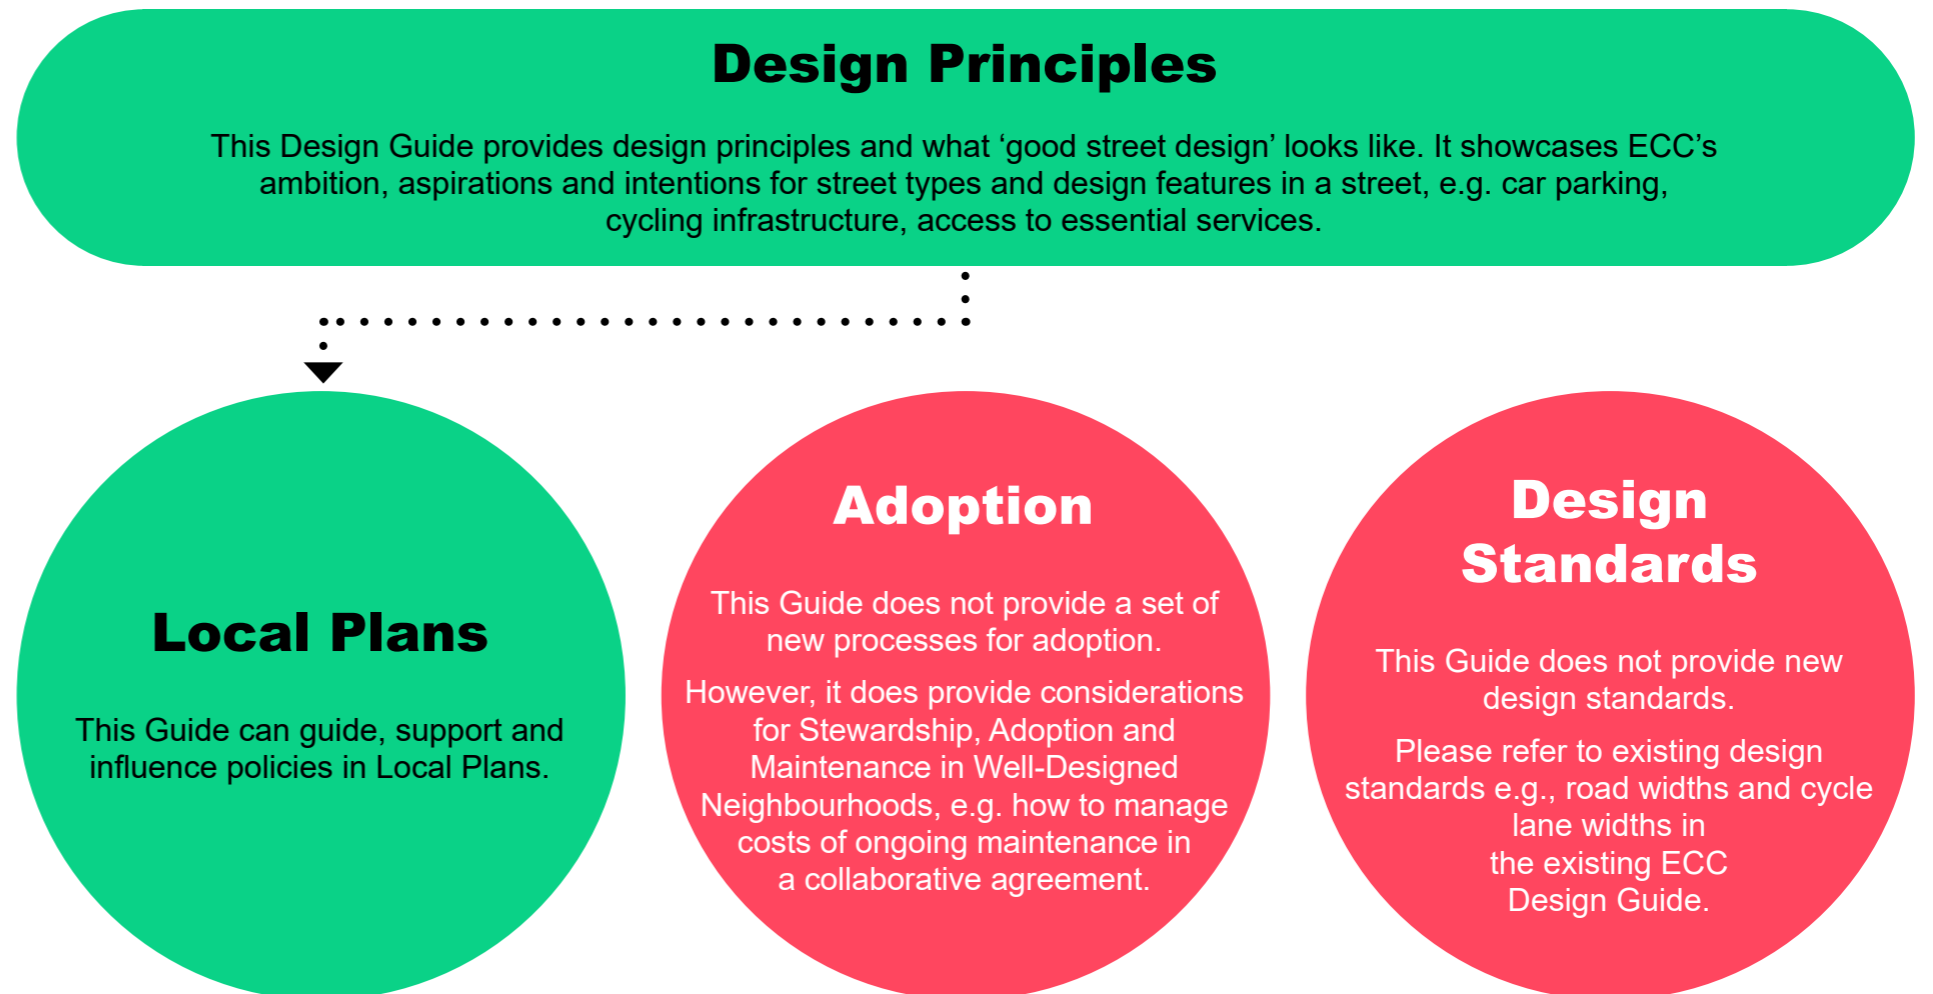 Design Principles
This Design Guide provides design principles and what ‘good street design’ looks like. It showcases ECC’s
ambition, aspirations and intentions for street types and design features in a street, e.g. car parking,
cycling infrastructure, access to essential services.
Local Plans
This Guide can guide, support and
influence policies in Local Plans.
Adoption
This Guide does not provide a set of
new processes for adoption.
However, it does provide considerations
for Stewardship, Adoption and
Maintenance in Well-Designed
Neighbourhoods, e.g. how to manage
costs of ongoing maintenance in
a collaborative agreement.
Design
Standards
This Guide does not provide new
design standards.
Please refer to existing design
standards e.g., road widths and cycle
lane widths in
the existing ECC
Design Guide.